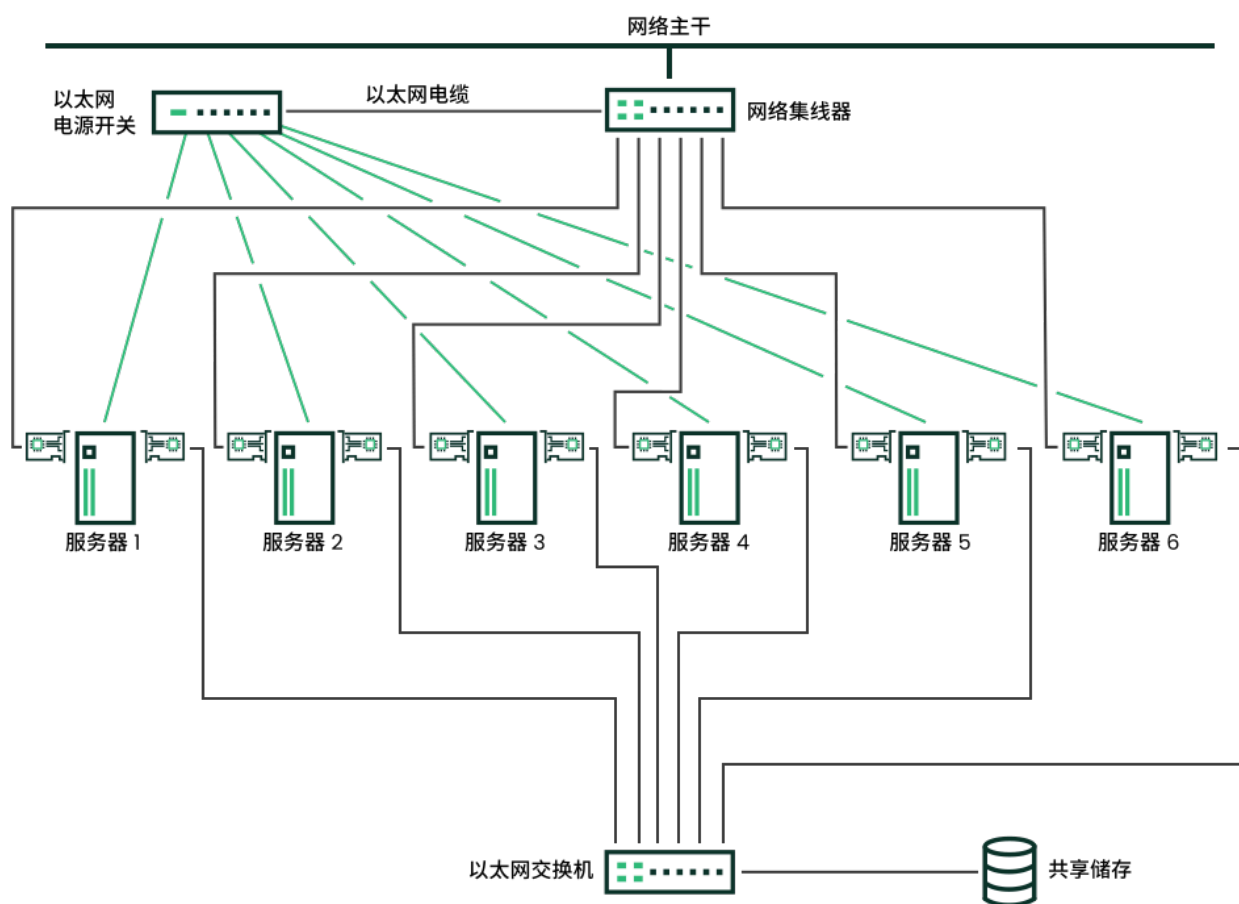 网络主干
以太网
电源开关
以太网电缆
网络集线器
服务器 1
服务器 2
服务器 3
服务器 4
服务器 5
服务器 6
以太网交换机
共享储存